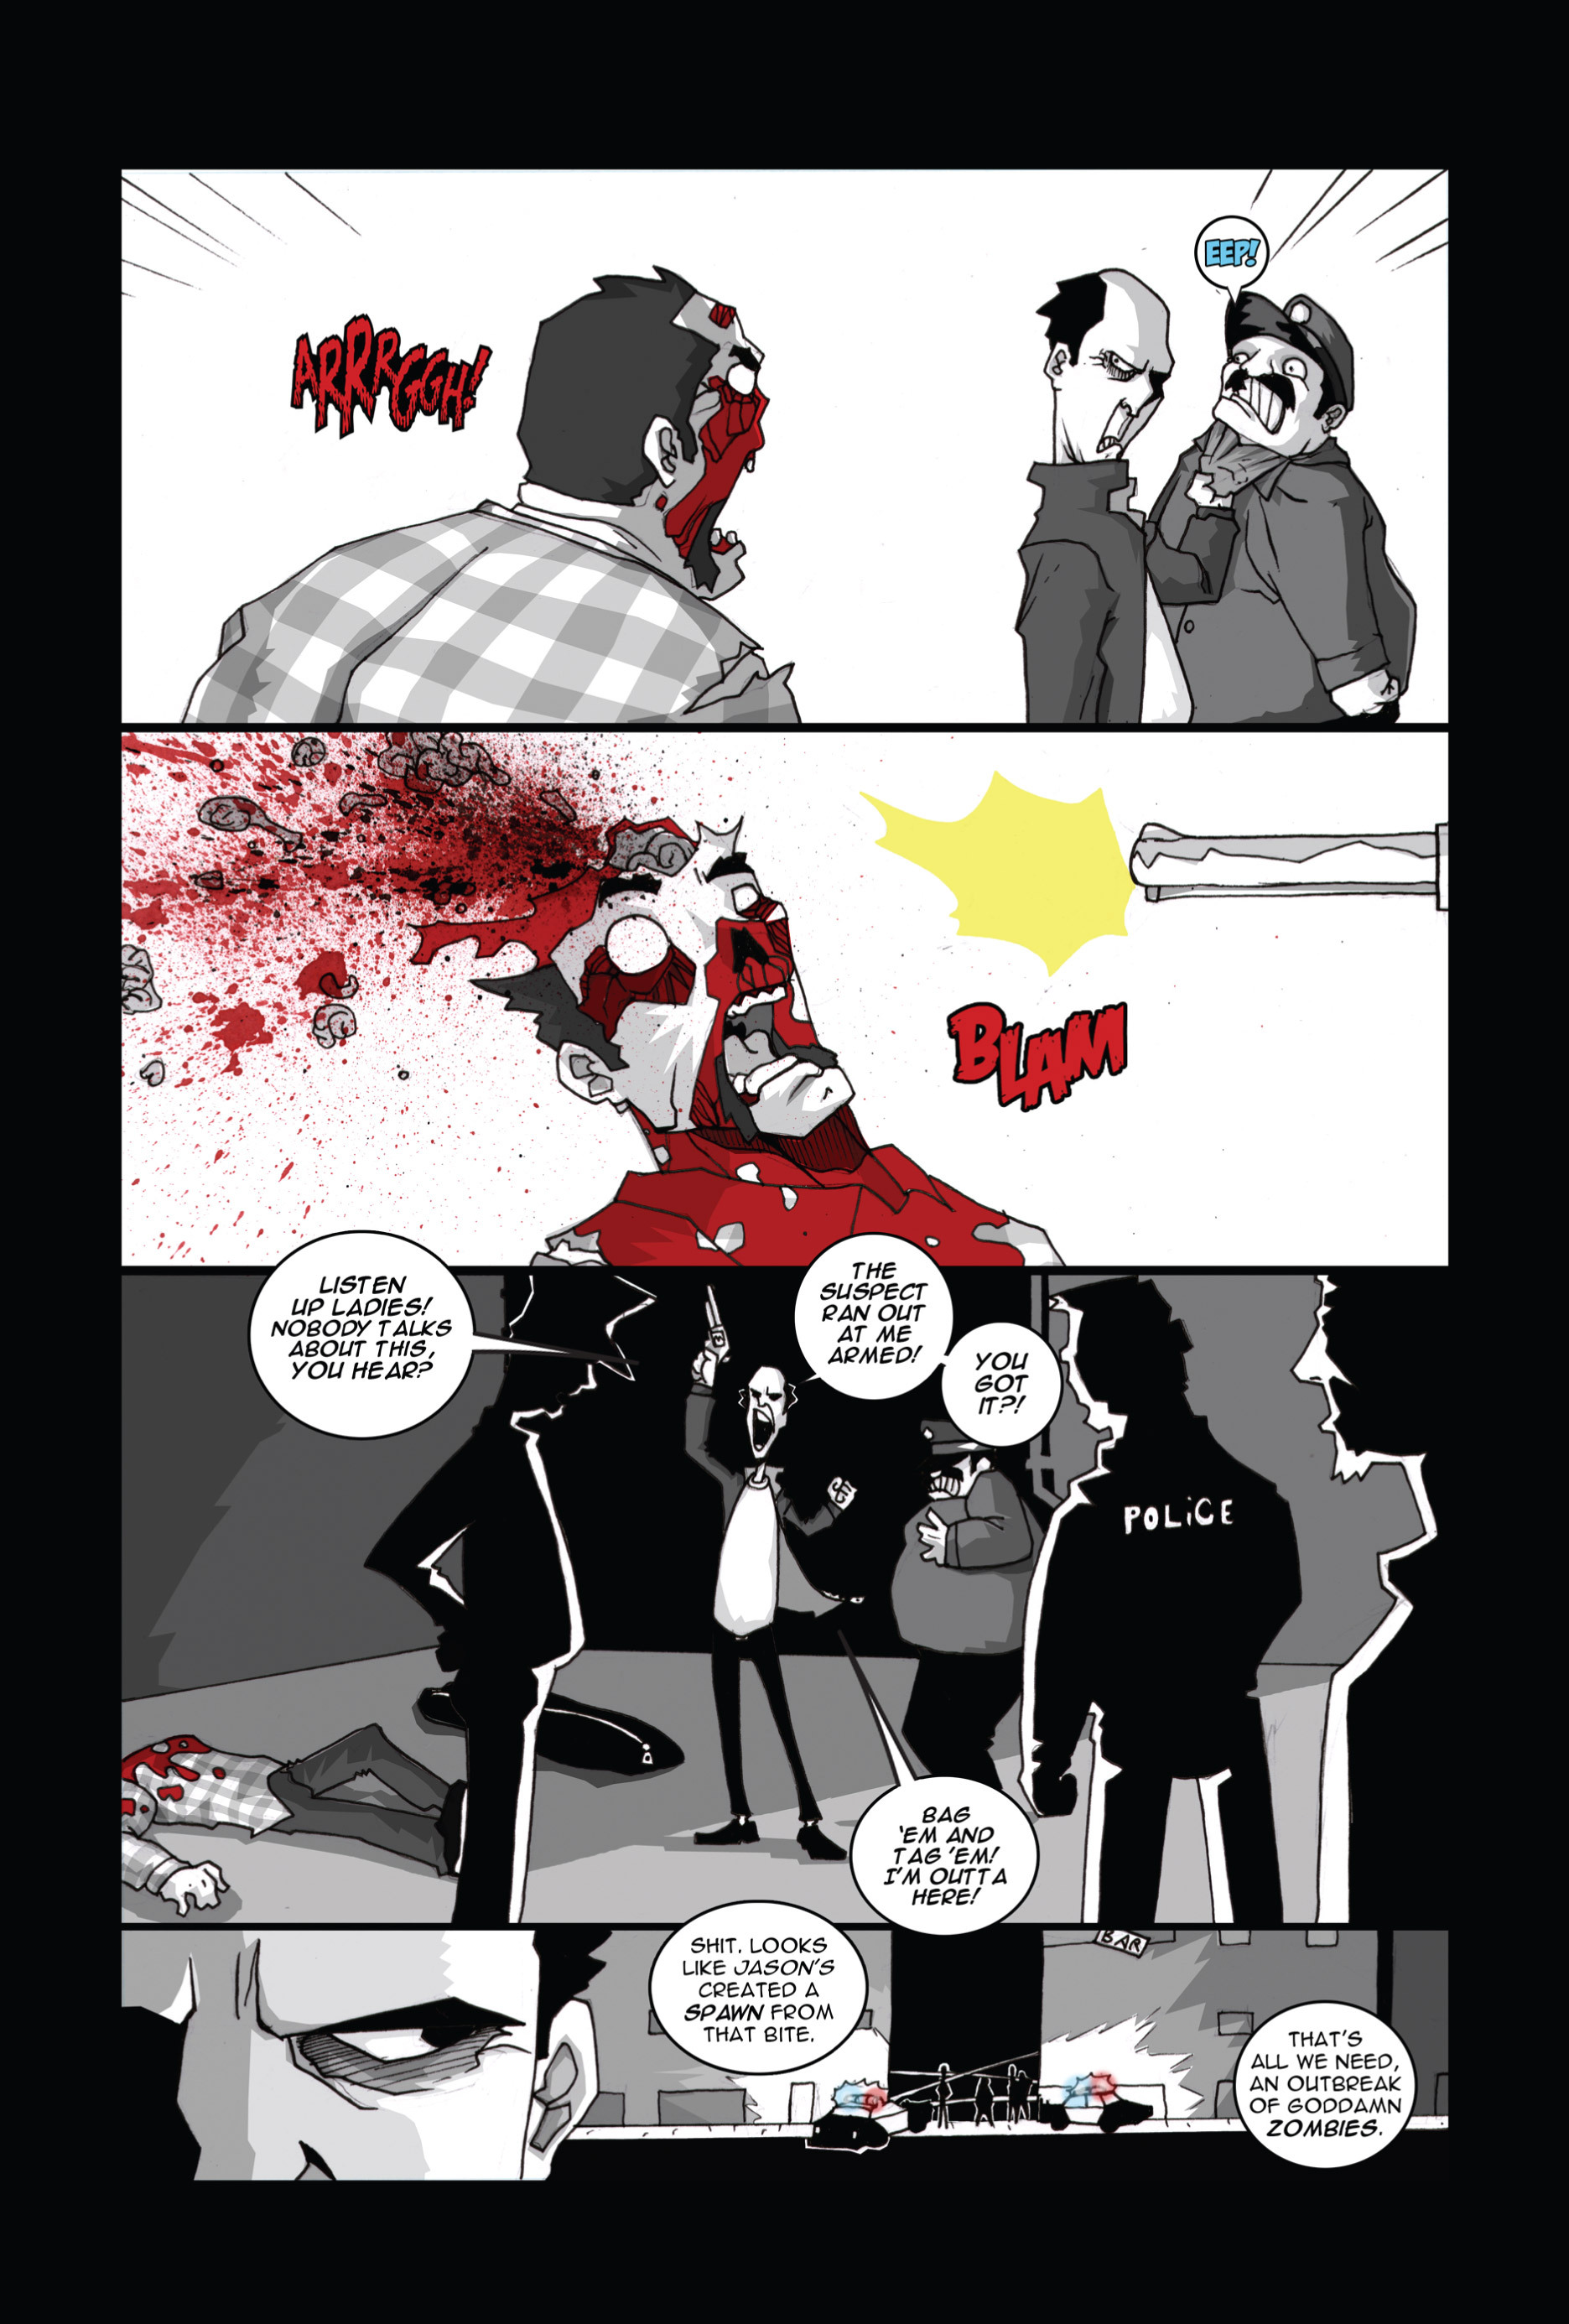 EEP!
ARRRGGH!
BLAM
LISTEN
UP LADIES!
NOBODY TALKS
ABOUT THIS,
YOU HEAR?
THE
SUSPECT
RAN OUT
AT ME
ARMED!
YOU
GOT
IT?!
POLiCE
BAG
'EM AND
TAG 'EM!
I'M OUTTA
HERE!
SHIT. LOOKS
LIKE JASON'S
CREATED A
SPAWN FROM
THAT BITE.
BAR
THAT'S
ALL WE NEED,
AN OUTBREAK
OF GODDAMN
ZOMBIES.